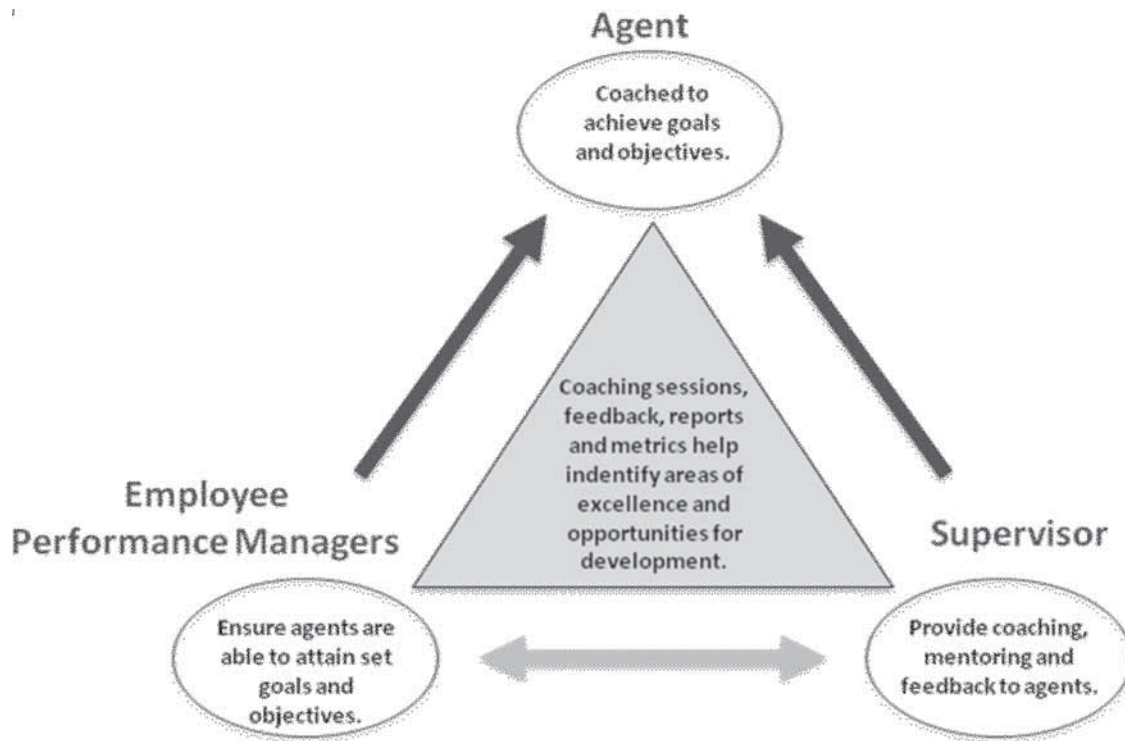 Agent
Coached to
achieve goals
and objectives.
Coaching sessions,
feedback, reports
and metrics help
indentify areas of
excellence and
opportunities for
development.
Employee
Performance Managers
Ensure agents are
able to attain set
goals and
objectives.
Supervisor
Provide coaching,
mentoring and
feedback to agents.